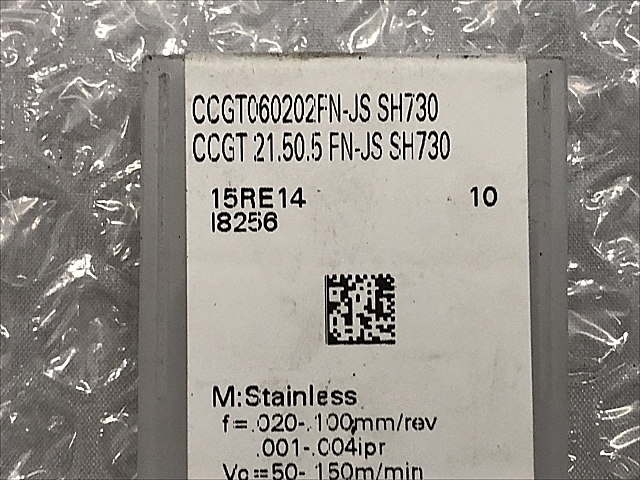 CCGT060202FN-JS SH730
CCGT 21.50.5 FN-JS SH730
15RE14 10
I8256
M:Stainless
f=.020-.100mm/rev
.001-.004ipr
Vc=50-150m/min